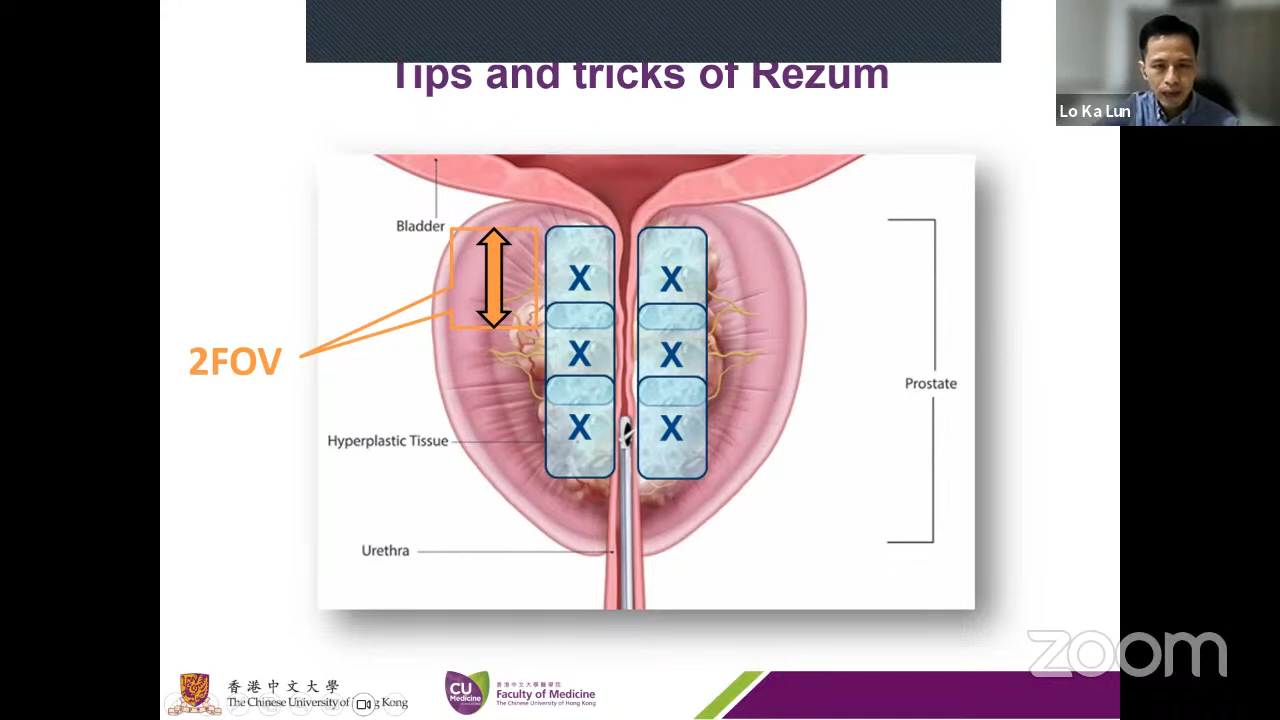 Tips and tricks of Rezum
Lo Ka Lun
Bladder
X
X
2FOV
X
X
Prostate
Hyperplastic Tissue
X
X
Urethra
zoom
香港中文大學
The Chinese University of Hong Kong
CU
Medicine
香港中文大學醫學院
Faculty of Medicine
The Chinese University of Hong Kong